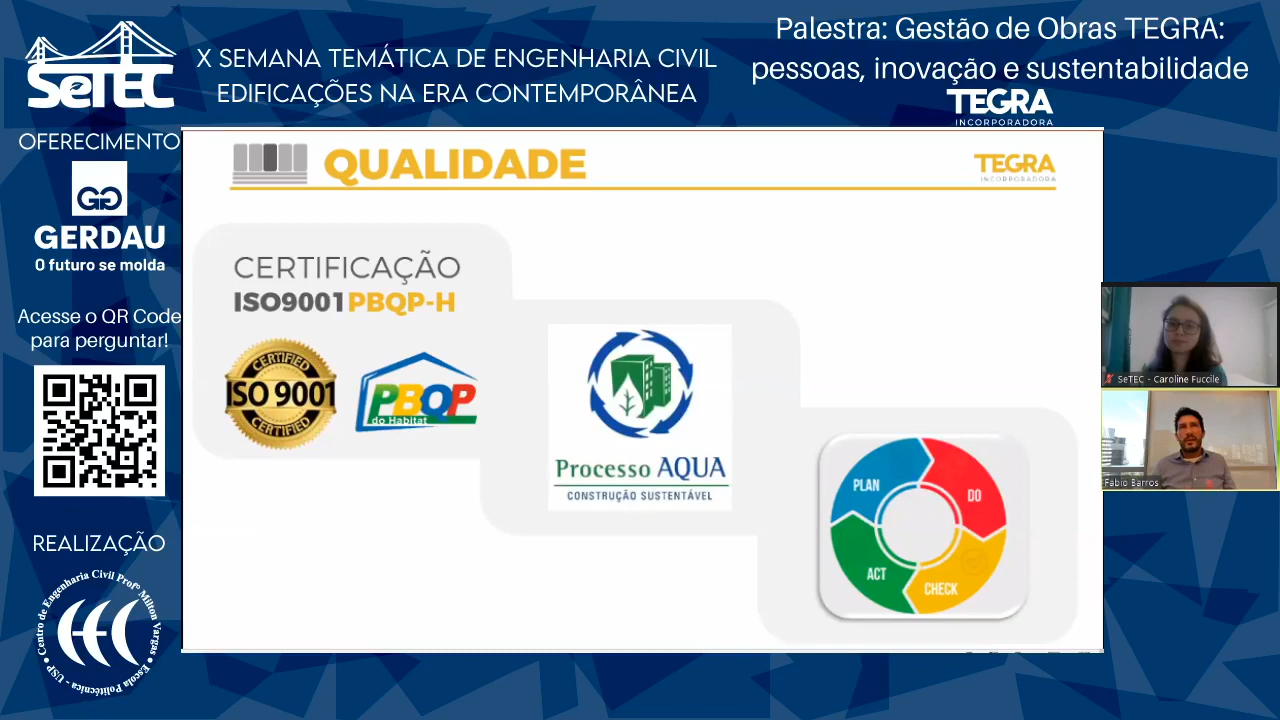 SeTEC
X SEMANA TEMÁTICA DE ENGENHARIA CIVIL
EDIFICAÇÕES NA ERA CONTEMPORÂNEA
Palestra: Gestão de Obras TEGRA:
pessoas, inovação e sustentabilidade
TEGRA
INCORPORADORA
OFERECIMENTO
GERDAU
O futuro se molda
Acesse o QR Code
para perguntar!
REALIZAÇÃO
Centro de Engenharia Civil Profº Milton Vargas • Escola Politécnica - USP •
CEC
QUALIDADE
TEGRA
INCORPORADORA
CERTIFICAÇÃO
ISO9001 PBQP-H
CERTIFIED
ISO 9001
CERTIFIED
PBQP
do Habitat
Processo AQUA
CONSTRUÇÃO SUSTENTÁVEL
PLAN
DO
ACT
CHECK
SeTEC - Caroline Fuccile
Fabio Barros